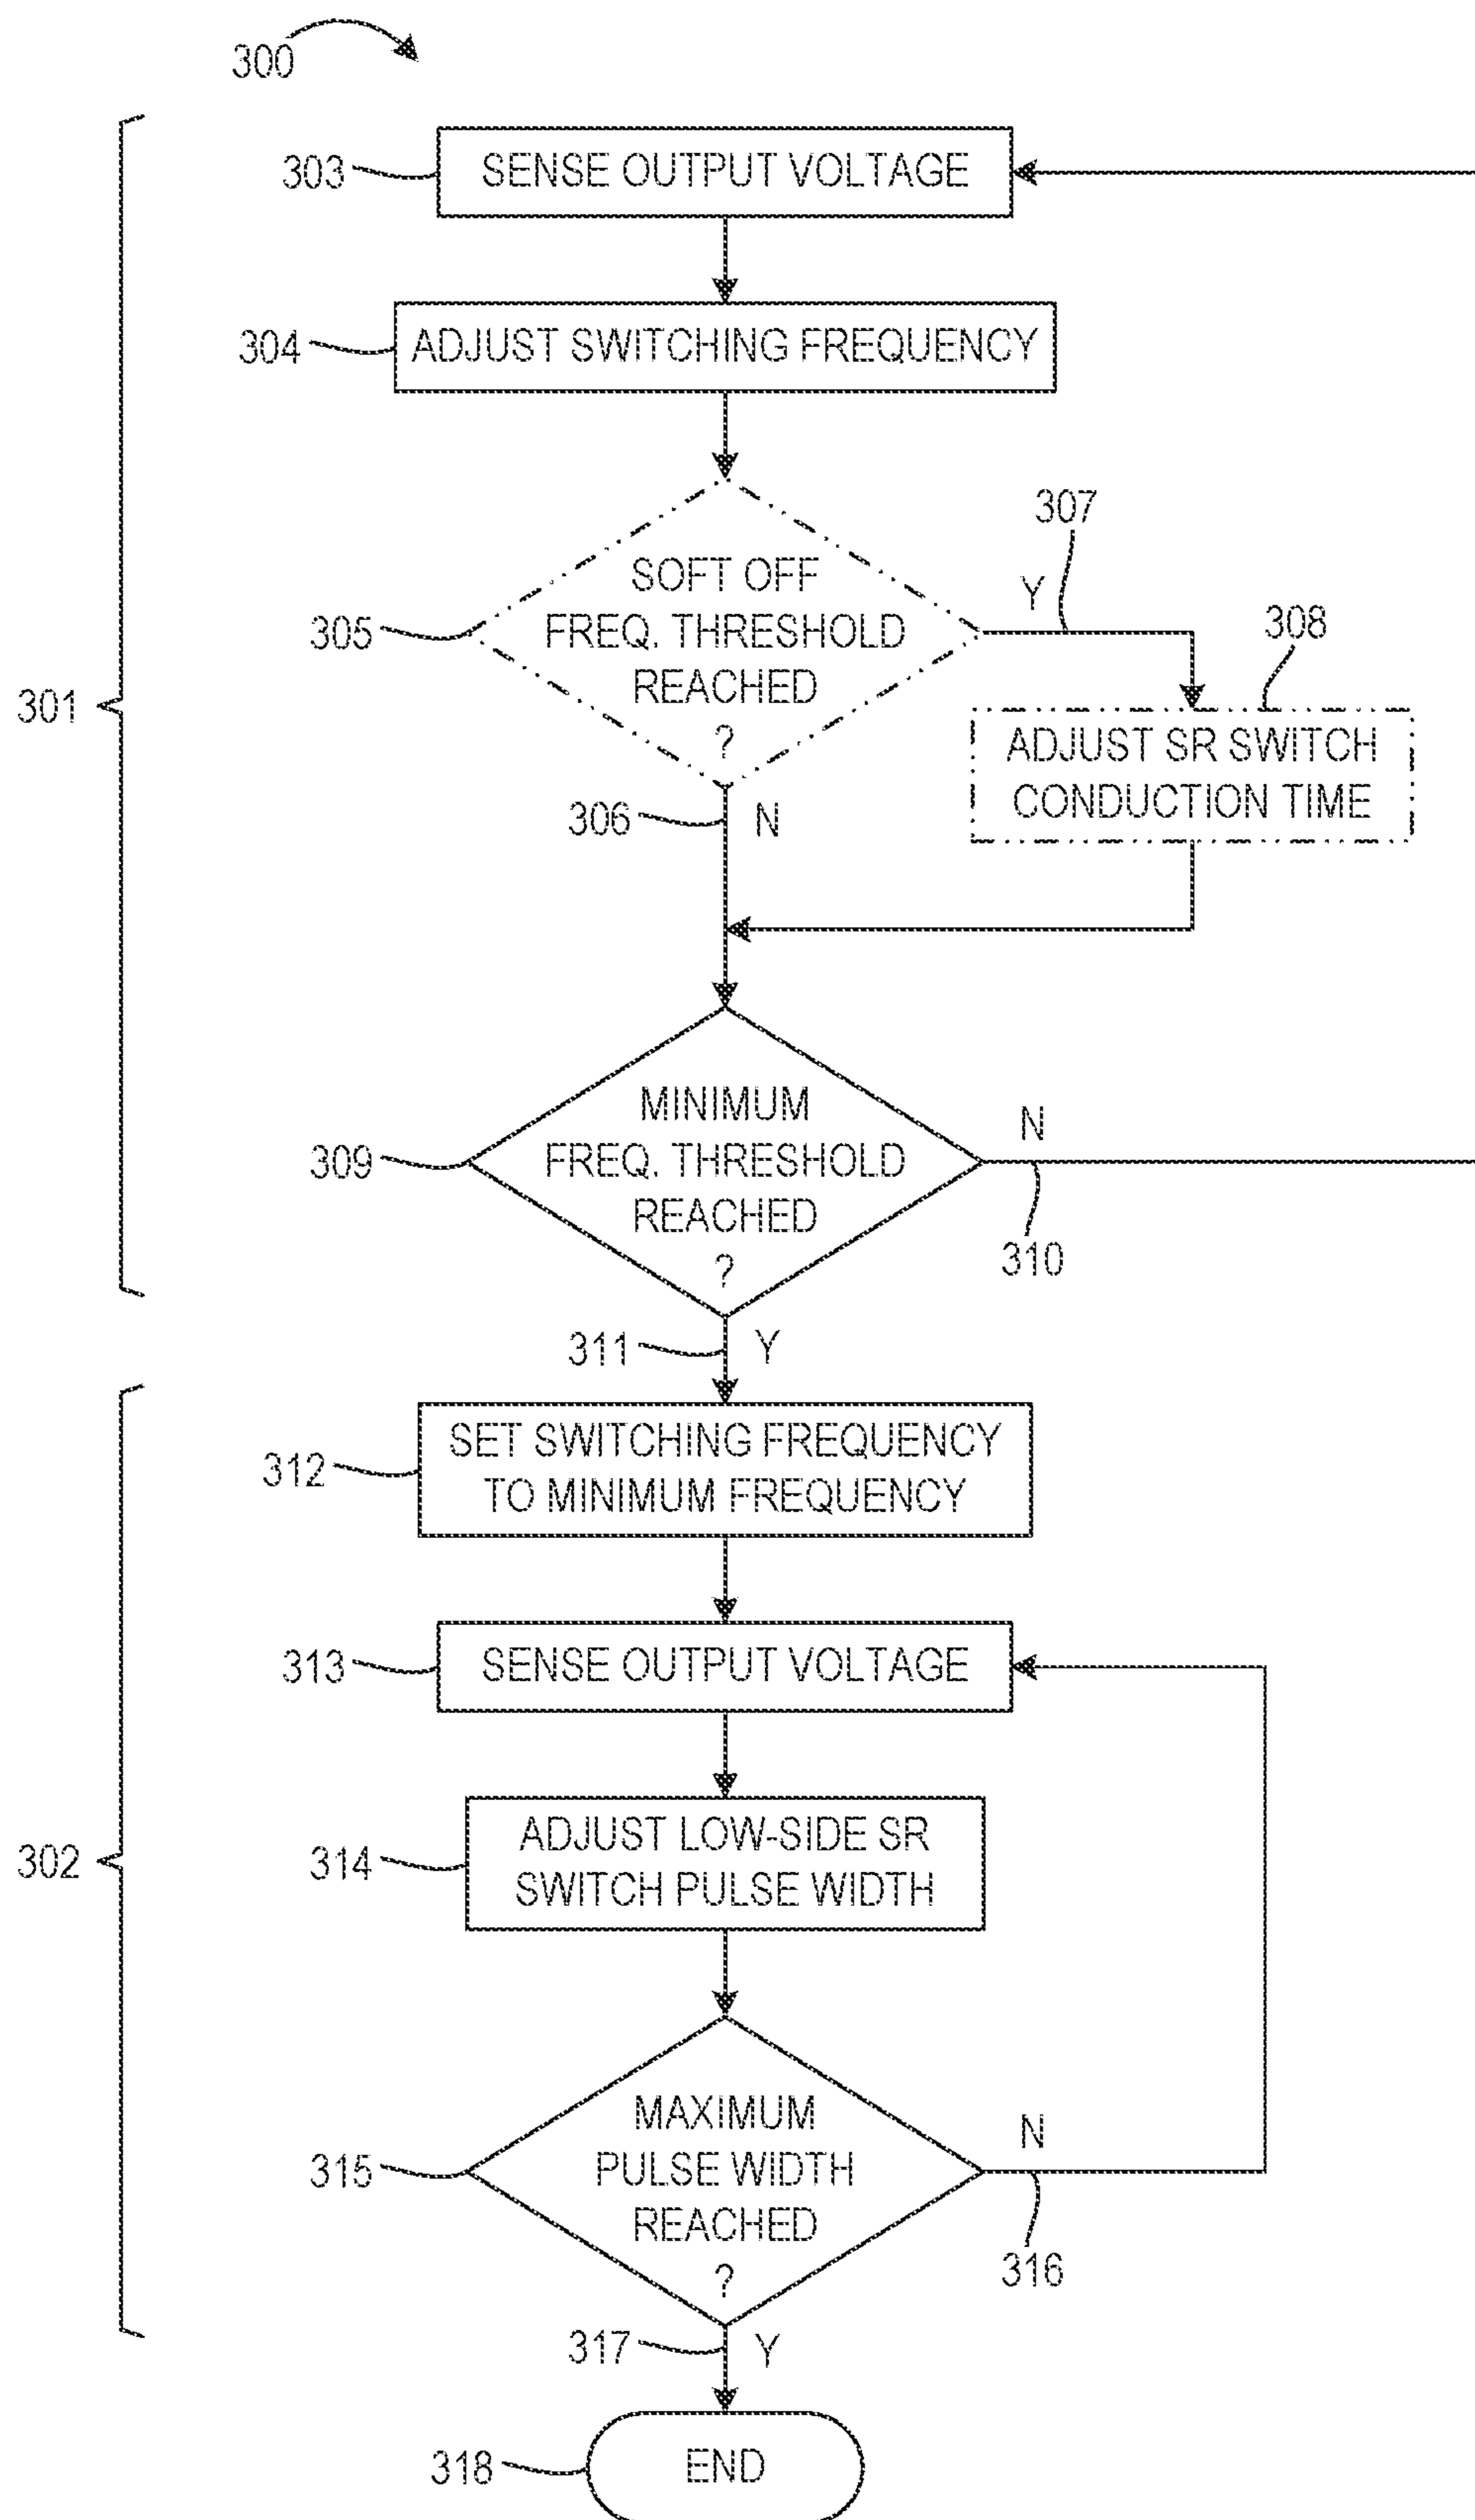 300
303
SENSE OUTPUT VOLTAGE
304
ADJUST SWITCHING FREQUENCY
305
SOFT OFF
FREQ. THRESHOLD
REACHED
?
307
Y
308
ADJUST SR SWITCH
CONDUCTION TIME
301
306
N
309
MINIMUM
FREQ. THRESHOLD
REACHED
?
N
310
311
Y
312
SET SWITCHING FREQUENCY
TO MINIMUM FREQUENCY
313
SENSE OUTPUT VOLTAGE
302
314
ADJUST LOW-SIDE SR
SWITCH PULSE WIDTH
315
MAXIMUM
PULSE WIDTH
REACHED
?
N
316
317
Y
318
END